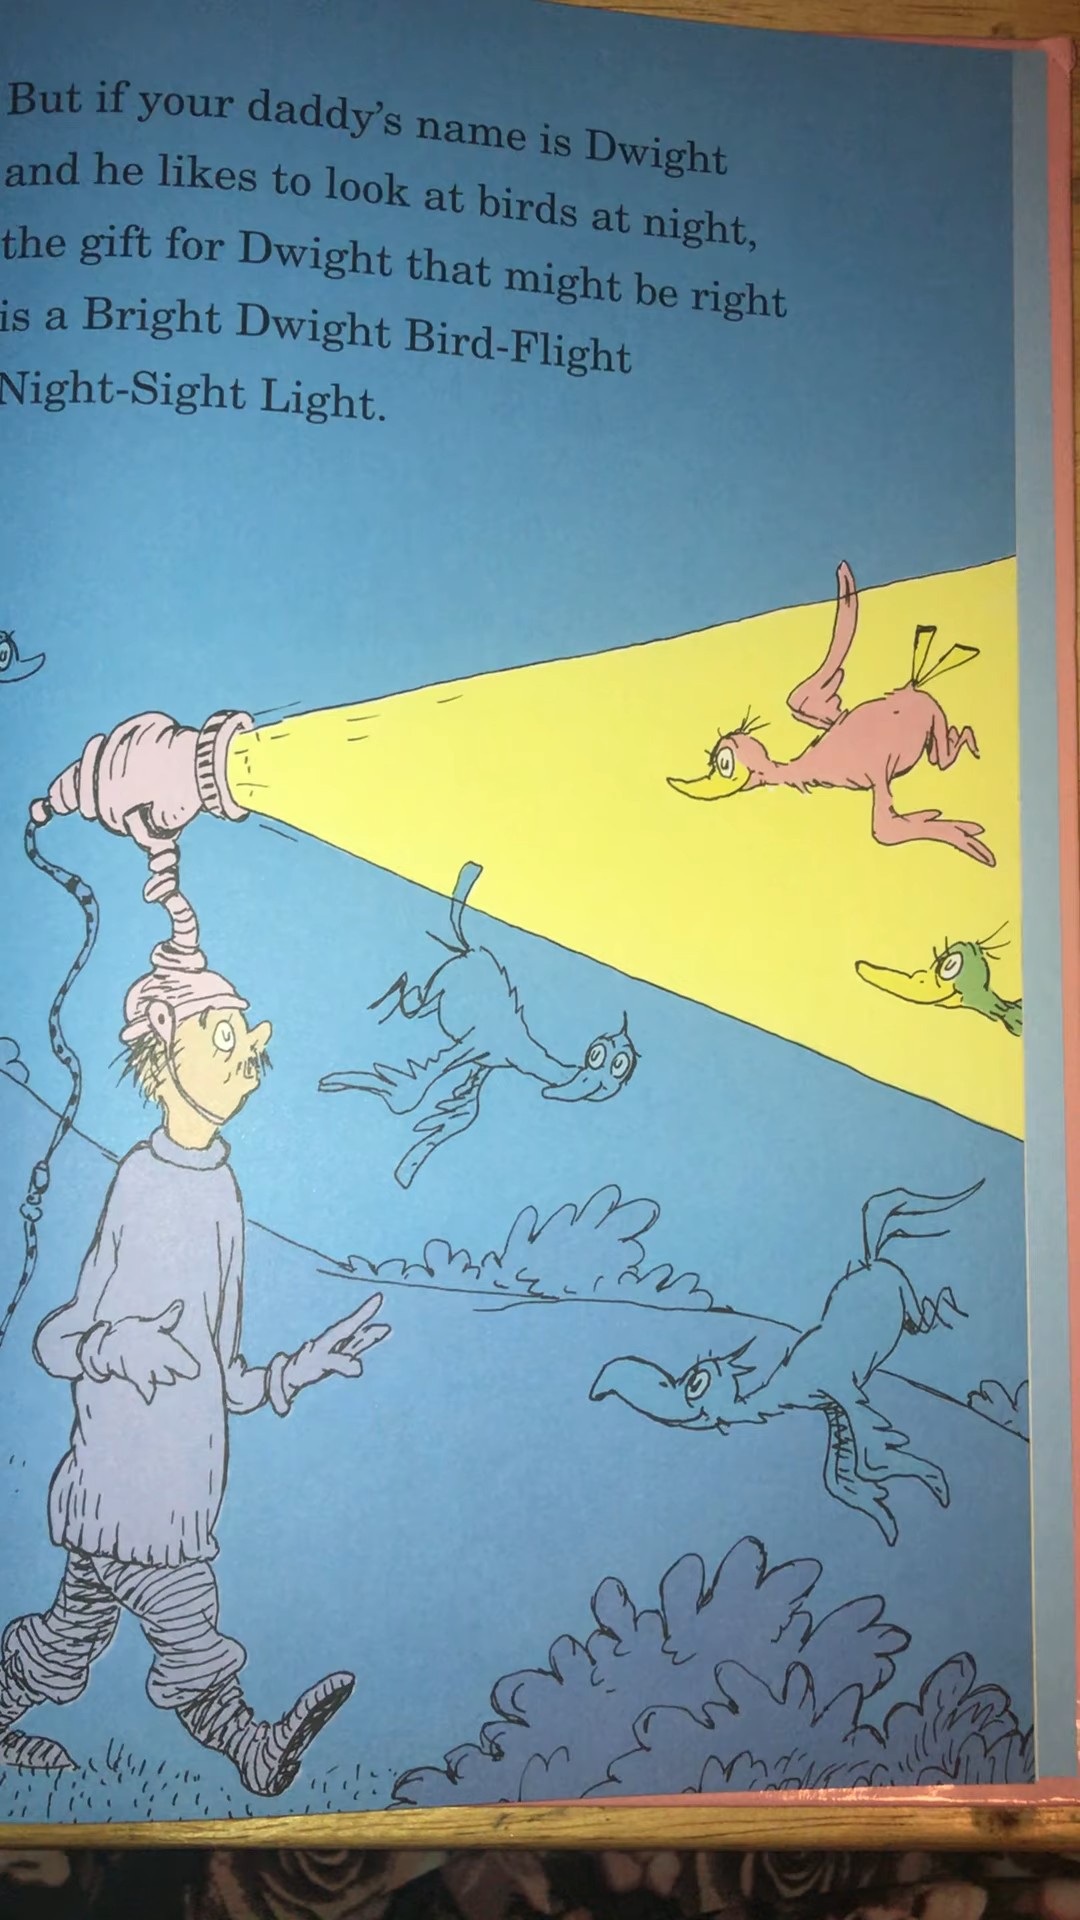 But if your daddy's name is Dwight
and he likes to look at birds at night,
the gift for Dwight that might be right
is a Bright Dwight Bird-Flight
Night-Sight Light.